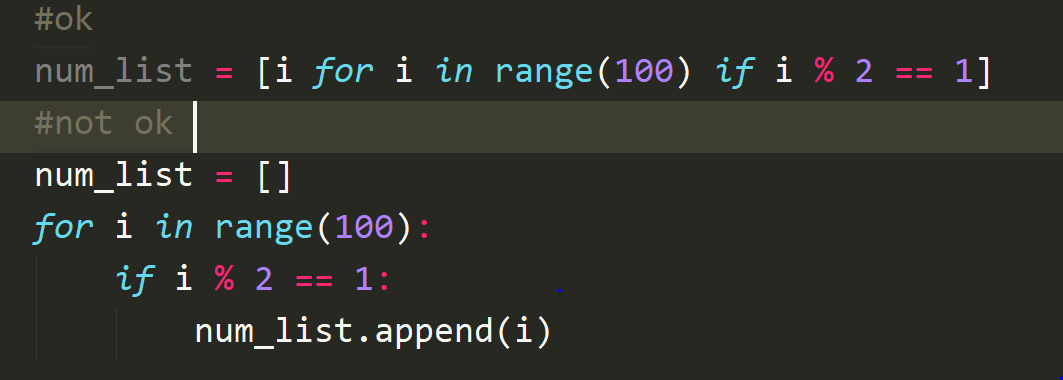 #ok
num_list = [i for i in range(100) if i % 2 == 1]
#not ok
num_list = []
for i in range(100):
    if i % 2 == 1:
        num_list.append(i)